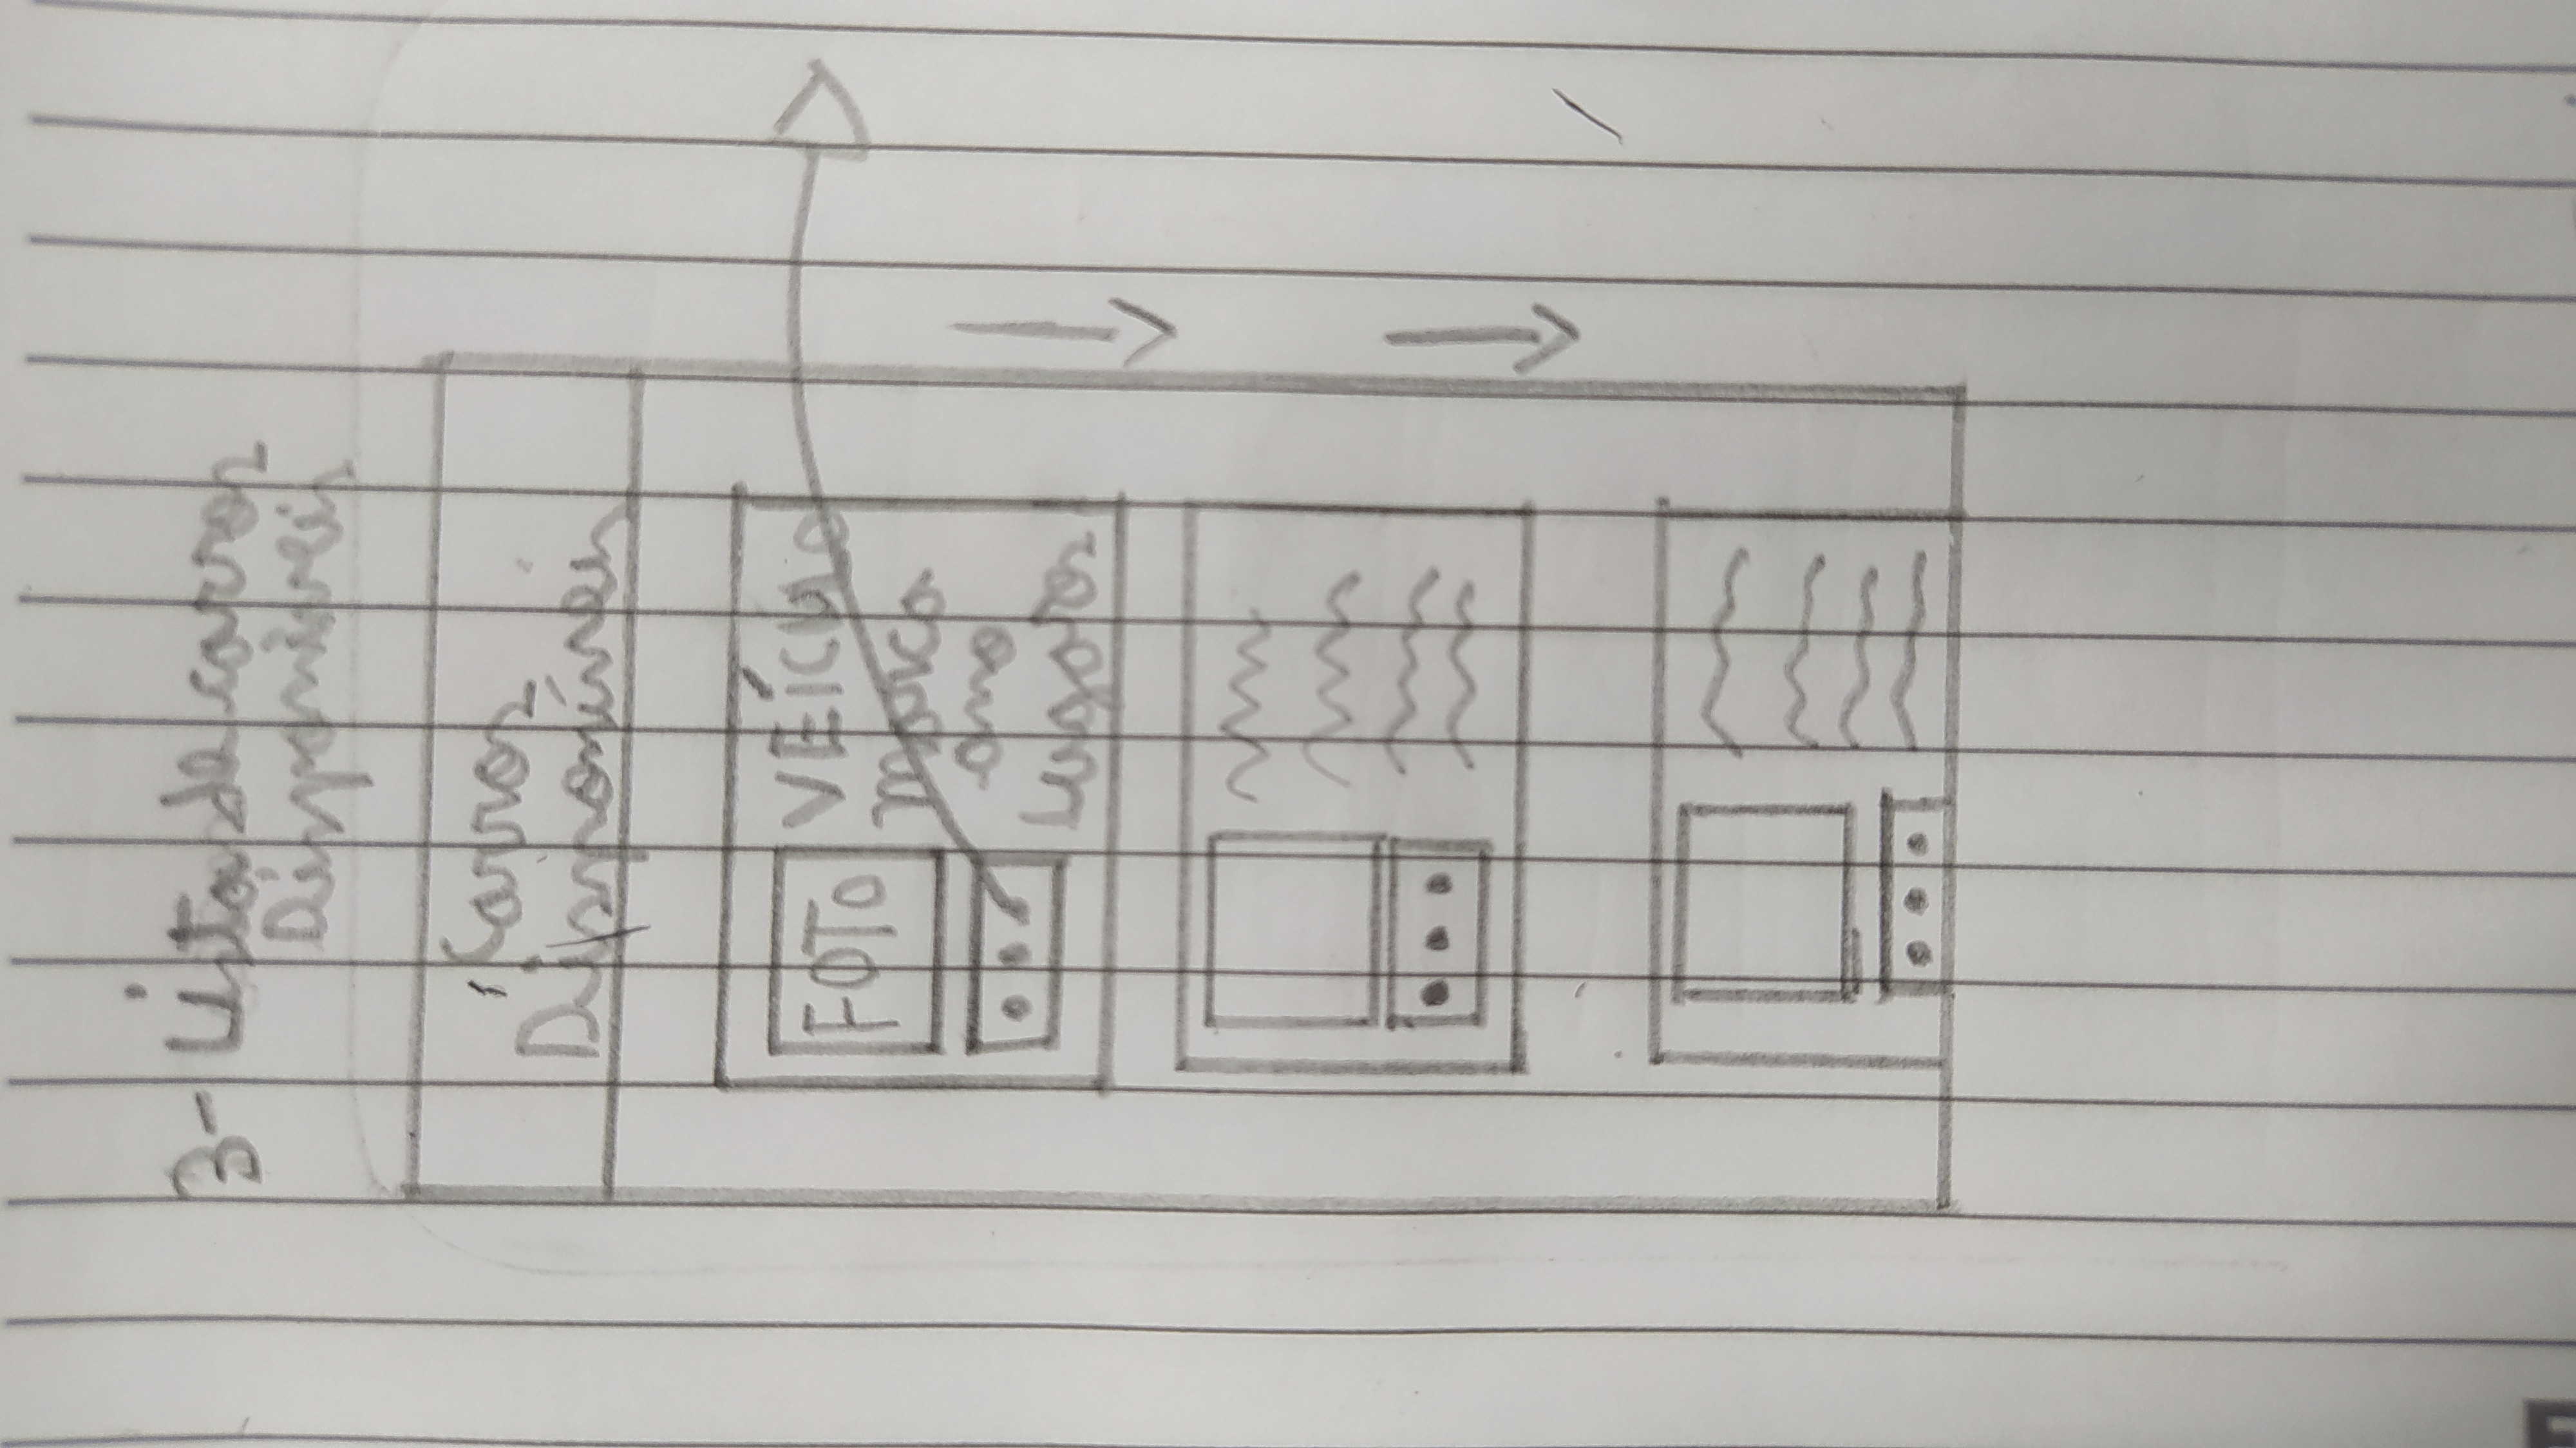 3- Lista de carros
Disponíveis
Carros
Disponíveis
FOTO
VEÍCULO
marca
ano
Lugares